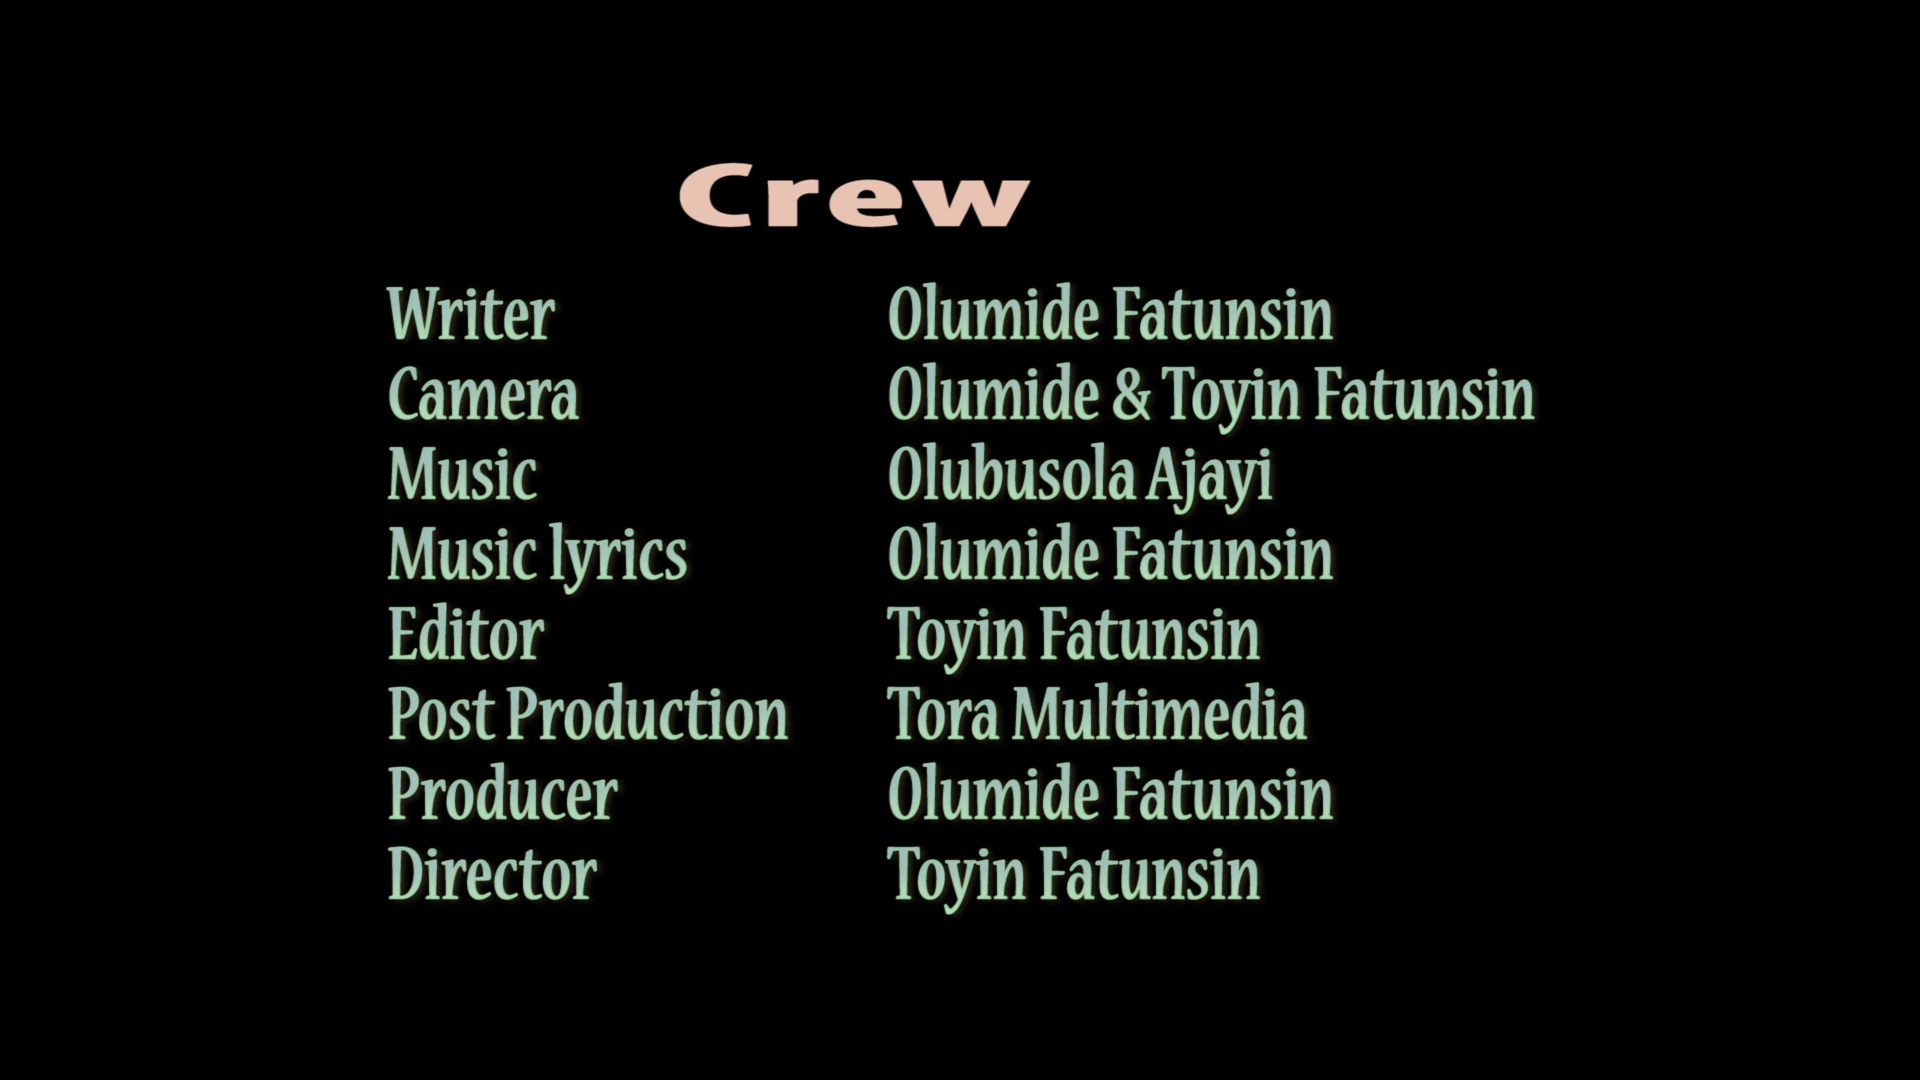 Crew
Writer Olumide Fatunsin
Camera Olumide & Toyin Fatunsin
Music Olubusola Ajayi
Music lyrics Olumide Fatunsin
Editor Toyin Fatunsin
Post Production Tora Multimedia
Producer Olumide Fatunsin
Director Toyin Fatunsin